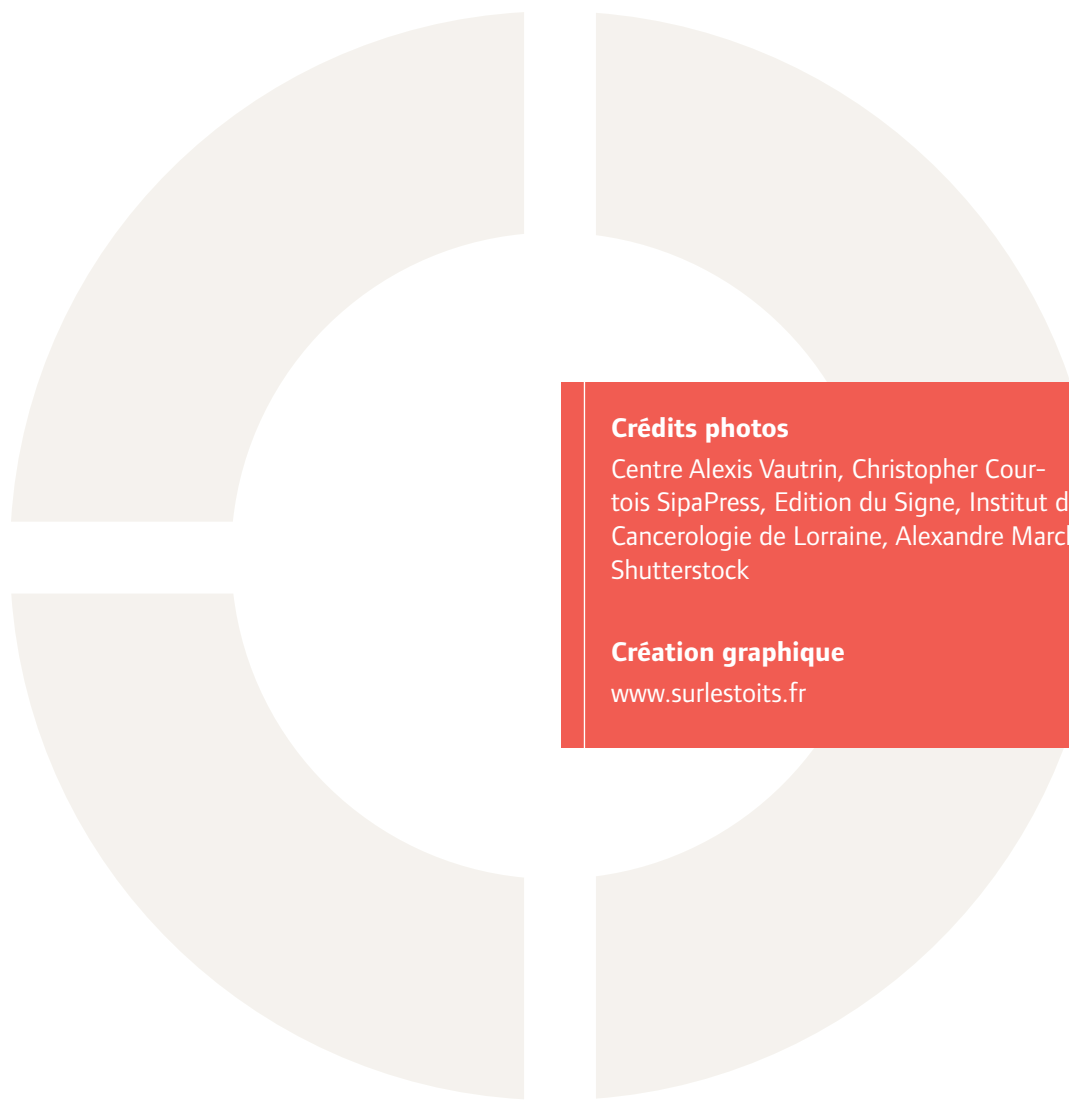 Crédits photos
Centre Alexis Vautrin, Christopher Cour-
tois SipaPress, Edition du Signe, Institut
Cancerologie de Lorraine, Alexandre
Shutterstock
Création graphique
www.surlestoits.fr